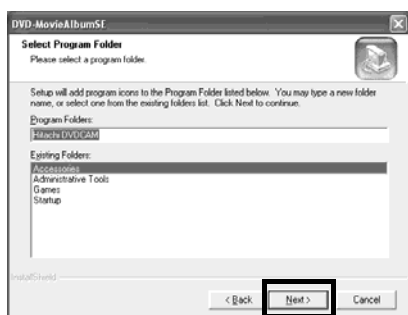 DVD-MovieAlbumSE
Select Program Folder
Please select a program folder.
Setup will add program icons to the Program Folder listed below. You may type a new folder
name, or select one from the existing folders list. Click Next to continue.
Program Folders:
Hitachi DVDCAM
Existing Folders:
Accessories
Administrative Tools
Games
Startup
InstallShield
< Back
Next >
Cancel